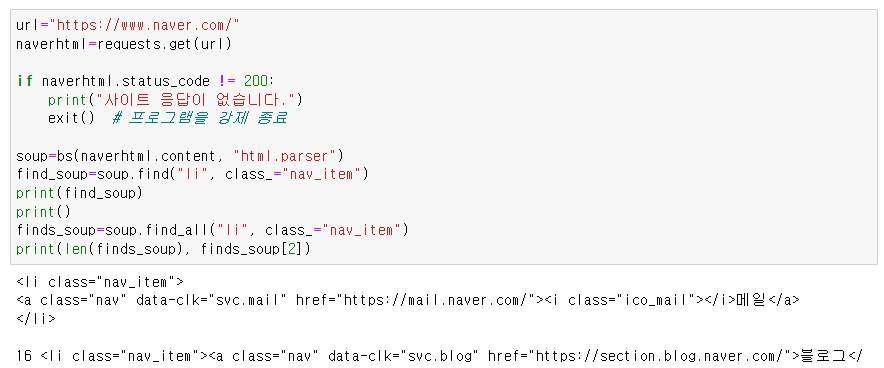 url="https://www.naver.com/"
naverhtml=requests.get(url)
if naverhtml.status_code != 200:
    print("사이트 응답이 없습니다.")
    exit()  # 프로그램을 강제 종료
soup=bs(naverhtml.content, "html.parser")
find_soup=soup.find("li", class_="nav_item")
print(find_soup)
print()
finds_soup=soup.find_all("li", class_="nav_item")
print(len(finds_soup), finds_soup[2])
<li class="nav_item">
<a class="nav" data-clk="svc.mail" href="https://mail.naver.com/"><i class="ico_mail"></i>메일</a>
</li>
16 <li class="nav_item"><a class="nav" data-clk="svc.blog" href="https://section.blog.naver.com/">블로그</